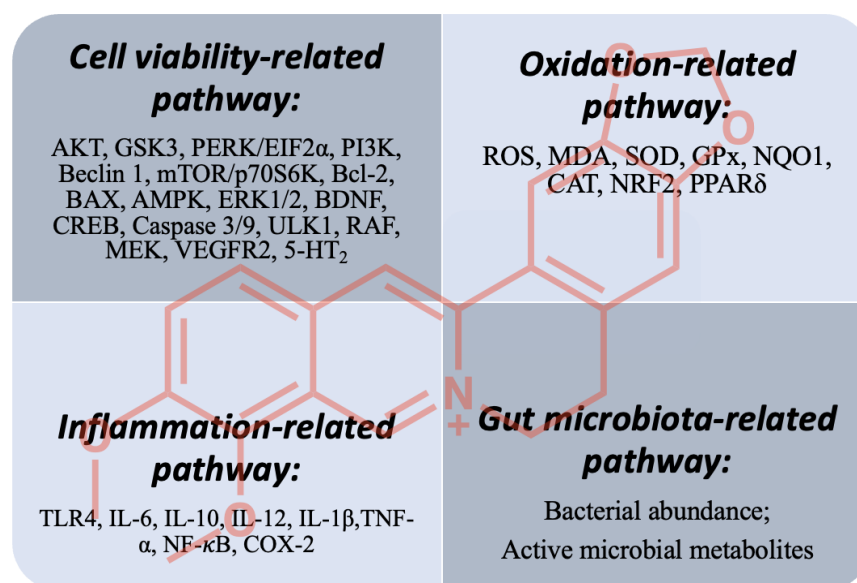 Cell viability-related
pathway:
AKT, GSK3, PERK/EIF2α, PI3K,
Beclin 1, mTOR/p70S6K, Bcl-2,
BAX, AMPK, ERK1/2, BDNF,
CREB, Caspase 3/9, ULK1, RAF,
MEK, VEGFR2, 5-HT₂
Oxidation-related
pathway:
ROS, MDA, SOD, GPx, NQO1,
CAT, NRF2, PPARδ
O
O
N
+
O
O
Inflammation-related
pathway:
TLR4, IL-6, IL-10, IL-12, IL-1β,TNF-
α, NF-κB, COX-2
Gut microbiota-related
pathway:
Bacterial abundance;
Active microbial metabolites